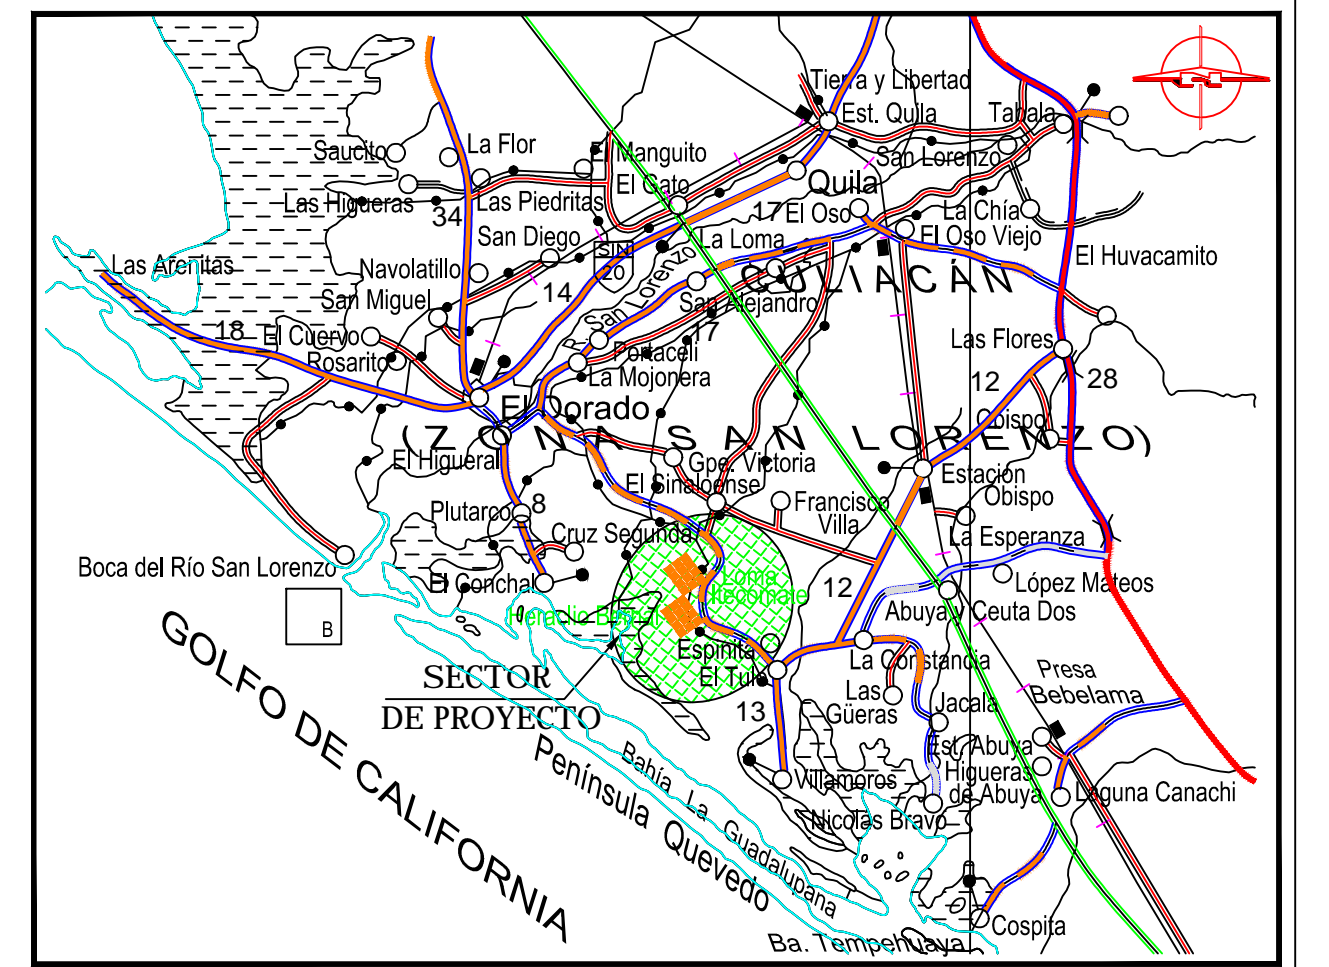 Tierra y Libertad
Est. Quila
Tabala
Saucito
La Flor
El Manguito
San Lorenzo
El Gato
Quila
Las Higueras
Las Piedritas
34
17
El Oso
La Chía
San Diego
La Loma
El Oso Viejo
SIN
20
El Huvacamito
Las Arenitas
Navolatillo
CULIACÁN
R. San Lorenzo
14
San Miguel
San Alejandro
18
El Cuervo
17
Las Flores
Rosarito
Portaceli
La Mojonera
12
28
El Dorado
Obispo
(ZONA SAN LORENZO)
El Higueral
Gpe. Victoria
Estación
Obispo
El Sinaloense
Plutarco
8
Francisco
Villa
Cruz Segunda
La Esperanza
Boca del Río San Lorenzo
El Conchal
Loma
Tecomate
12
López Mateos
Abuya y Ceuta Dos
B
Heraclio Bernal
GOLFO DE CALIFORNIA
Espinita
La Constancia
SECTOR
DE PROYECTO
El Tule
Las
Güeras
Presa
Bebelama
13
Jacala
Est. Abuya
Península Quevedo
Bahía La Guadalupana
Villamoros
Higueras
de Abuya
Laguna Canachi
Nicolás Bravo
Cospita
Ba. Tempehuaya